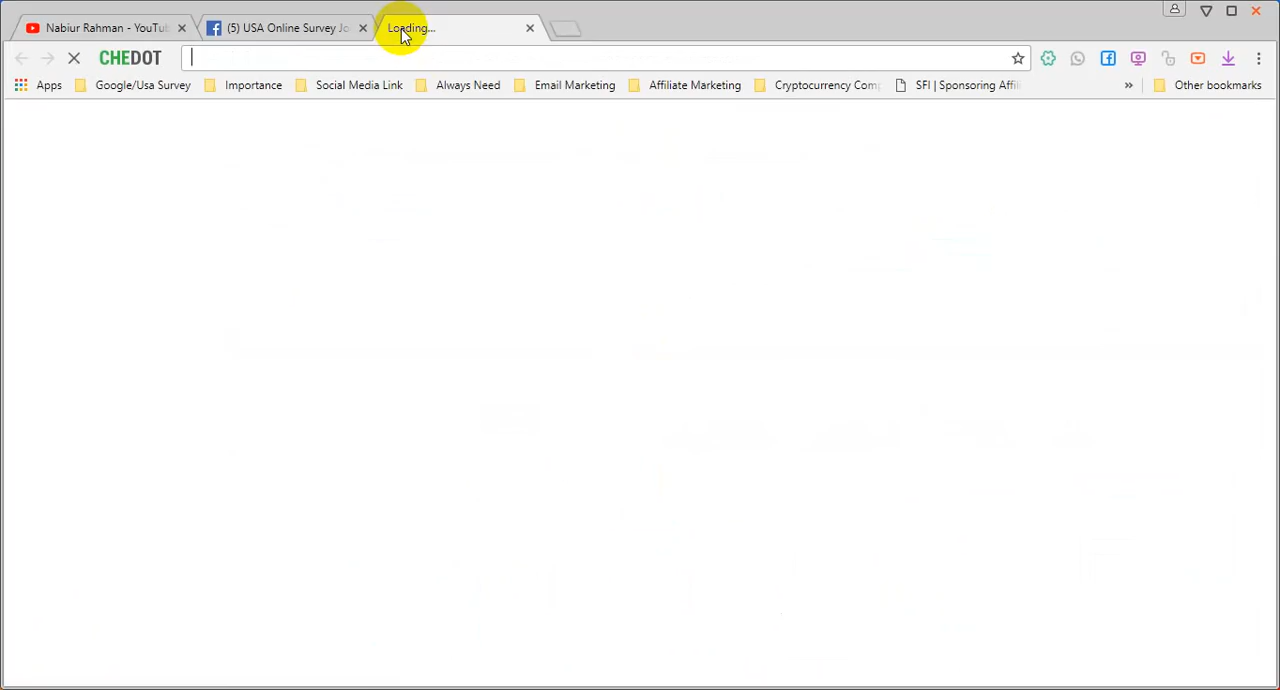 Nabiur Rahman - YouTu
(5) USA Online Survey Jo
Loading...
CHEDOT
Apps
Google/Usa Survey
Importance
Social Media Link
Always Need
Email Marketing
Affiliate Marketing
Cryptocurrency Comp
SFI | Sponsoring Affil
»
Other bookmarks